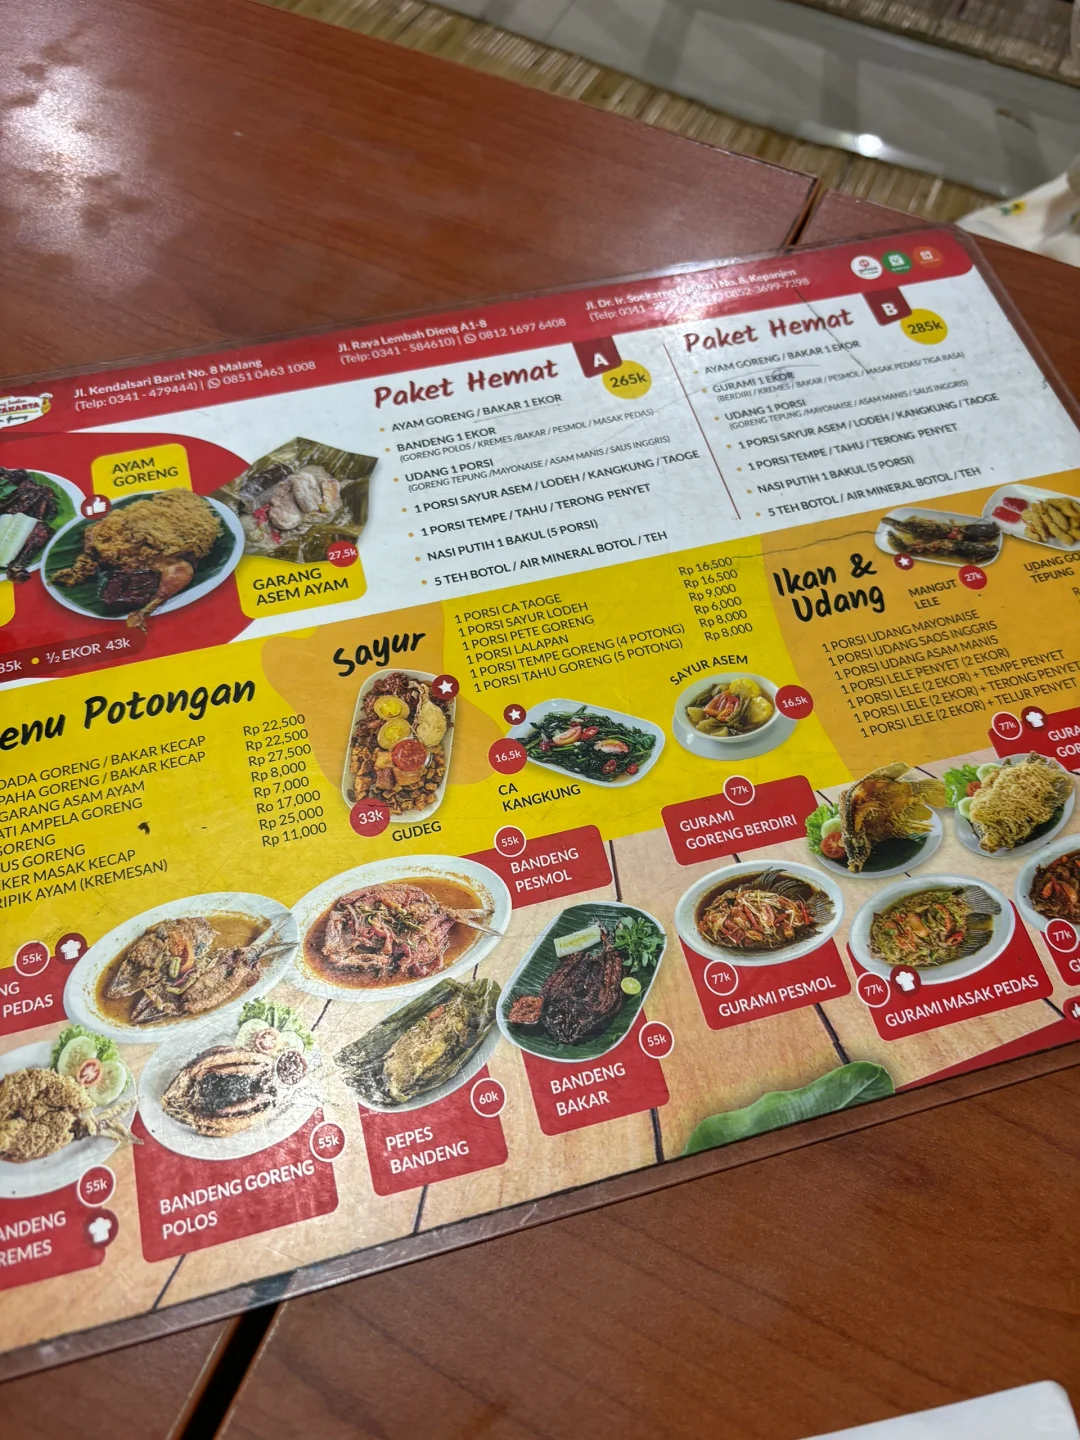 Jl. Kendalsari Barat No. 8 Malang
(Telp: 0341 - 479444) | 0851 0463 1008
Jl. Raya Lembah Dieng A1-8
(Telp: 0341 - 584610) | 0812 1697 6408
Jl. Dr. Ir. Soekarno No. 8, Kepanjen
(Telp: 0341 - 0852-3699-7298
AYAM
GORENG
27,5k
GARANG
ASEM AYAM
35k • ½ EKOR 43k
Paket Hemat A
265k
• AYAM GORENG / BAKAR 1 EKOR
• BANDENG 1 EKOR
(GORENG POLOS / KREMES /BAKAR / PESMOL / MASAK PEDAS)
• UDANG 1 PORSI
(GORENG TEPUNG /MAYONAISE / ASAM MANIS / SAUS INGGRIS)
• 1 PORSI SAYUR ASEM / LODEH / KANGKUNG / TAOGE
• 1 PORSI TEMPE / TAHU / TERONG PENYET
• NASI PUTIH 1 BAKUL (5 PORSI)
• 5 TEH BOTOL / AIR MINERAL BOTOL / TEH
Paket Hemat B
285k
• AYAM GORENG / BAKAR 1 EKOR
• GURAMI 1 EKOR
(BERDIRI / KREMES / BAKAR / PESMOL / MASAK PEDAS/ TIGA RASA)
• UDANG 1 PORSI
(GORENG TEPUNG /MAYONAISE / ASAM MANIS / SAUS INGGRIS)
• 1 PORSI SAYUR ASEM / LODEH / KANGKUNG / TAOGE
• 1 PORSI TEMPE / TAHU / TERONG PENYET
• NASI PUTIH 1 BAKUL (5 PORSI)
• 5 TEH BOTOL / AIR MINERAL BOTOL / TEH
enu Potongan
DADA GORENG / BAKAR KECAP Rp 22,500
PAHA GORENG / BAKAR KECAP Rp 22,500
GARANG ASAM AYAM Rp 27,500
ATI AMPELA GORENG Rp 8,000
GORENG Rp 7,000
US GORENG Rp 17,000
KER MASAK KECAP Rp 25,000
RIPIK AYAM (KREMESAN) Rp 11,000
Sayur
1 PORSI CA TAOGE Rp 16,500
1 PORSI SAYUR LODEH Rp 16,500
1 PORSI PETE GORENG Rp 9,000
1 PORSI LALAPAN Rp 6,000
1 PORSI TEMPE GORENG (4 POTONG) Rp 8,000
1 PORSI TAHU GORENG (5 POTONG) Rp 8,000
33k
GUDEG
16,5k
CA
KANGKUNG
SAYUR ASEM
16,5k
Ikan &
Udang
MANGUT
LELE
27k
UDANG GO
TEPUNG
1 PORSI UDANG MAYONAISE
1 PORSI UDANG SAOS INGGRIS
1 PORSI UDANG ASAM MANIS
1 PORSI LELE PENYET (2 EKOR)
1 PORSI LELE (2 EKOR) + TEMPE PENYET
1 PORSI LELE (2 EKOR) + TERONG PENYET
1 PORSI LELE (2 EKOR) + TELUR PENYET
77k
GURA
GOR
77k
GURAMI
GORENG BERDIRI
55k
BANDENG
PESMOL
55k
NG
PEDAS
77k
GURAMI PESMOL
77k
GURAMI MASAK PEDAS
77k
55k
BANDENG
BAKAR
60k
PEPES
BANDENG
55k
BANDENG GORENG
POLOS
55k
ANDENG
REMES